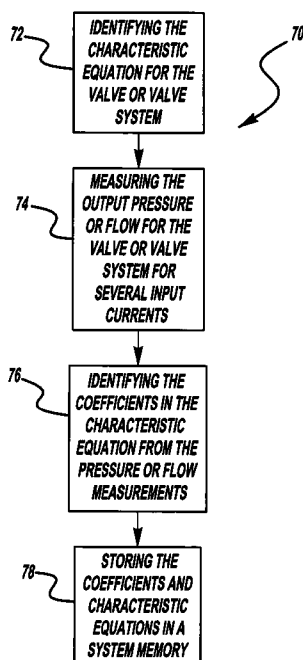 72
IDENTIFYING THE
CHARACTERISTIC
EQUATION FOR THE
VALVE OR VALVE
SYSTEM
70
74
MEASURING THE
OUTPUT PRESSURE
OR FLOW FOR THE
VALVE OR VALVE
SYSTEM FOR
SEVERAL INPUT
CURRENTS
76
IDENTIFYING THE
COEFFICIENTS IN THE
CHARACTERISTIC
EQUATION FROM THE
PRESSURE OR FLOW
MEASUREMENTS
78
STORING THE
COEFFICIENTS AND
CHARACTERISTIC
EQUATIONS IN A
SYSTEM MEMORY